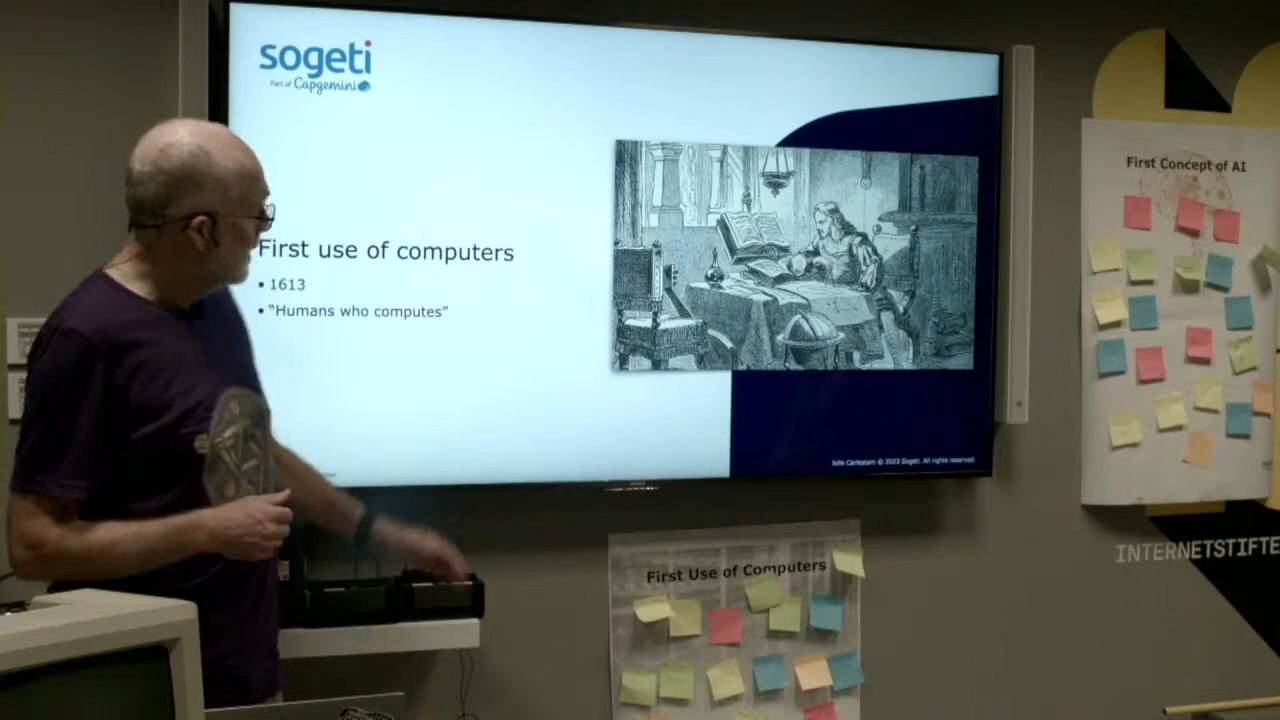 sogeti
Part of Capgemini
First use of computers
• 1613
• “Humans who computes”
Jolie Carlestam © 2023 Sogeti. All rights reserved.
First Concept of AI
INTERNETSTIFTE
First Use of Computers